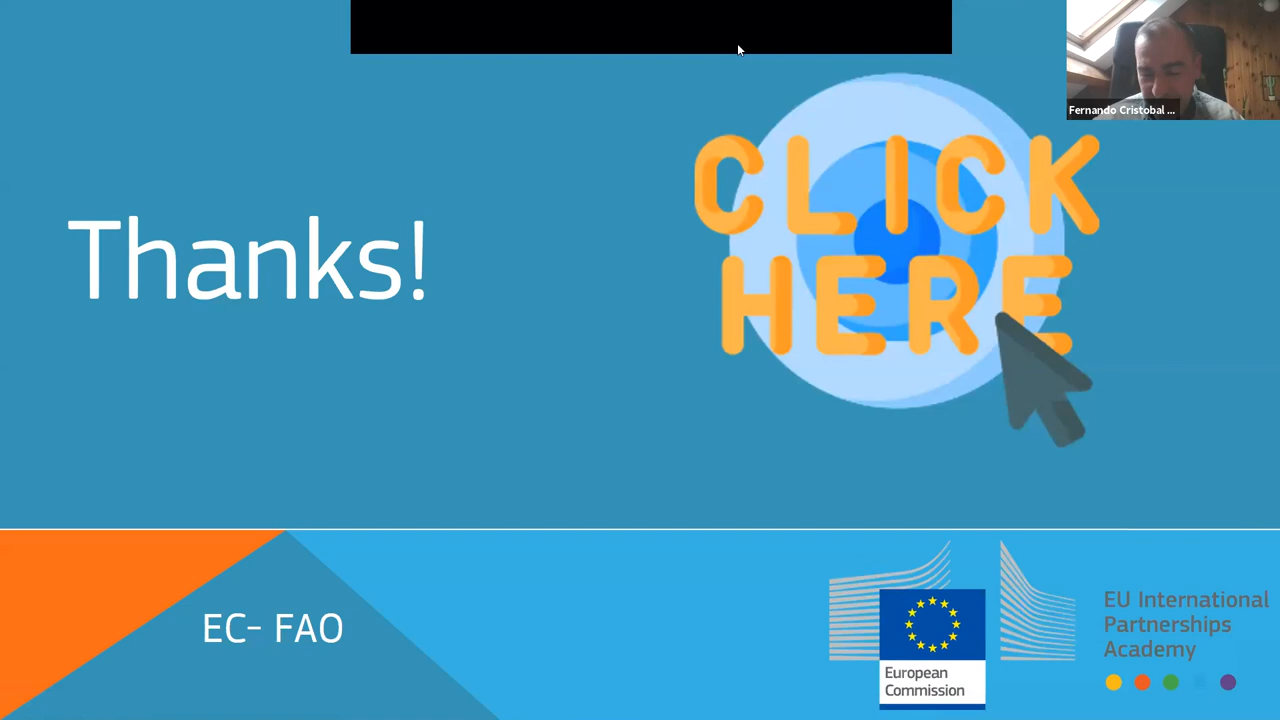 Fernando Cristobal ...
CLICK
HERE
Thanks!
EC- FAO
European
Commission
EU International
Partnerships
Academy